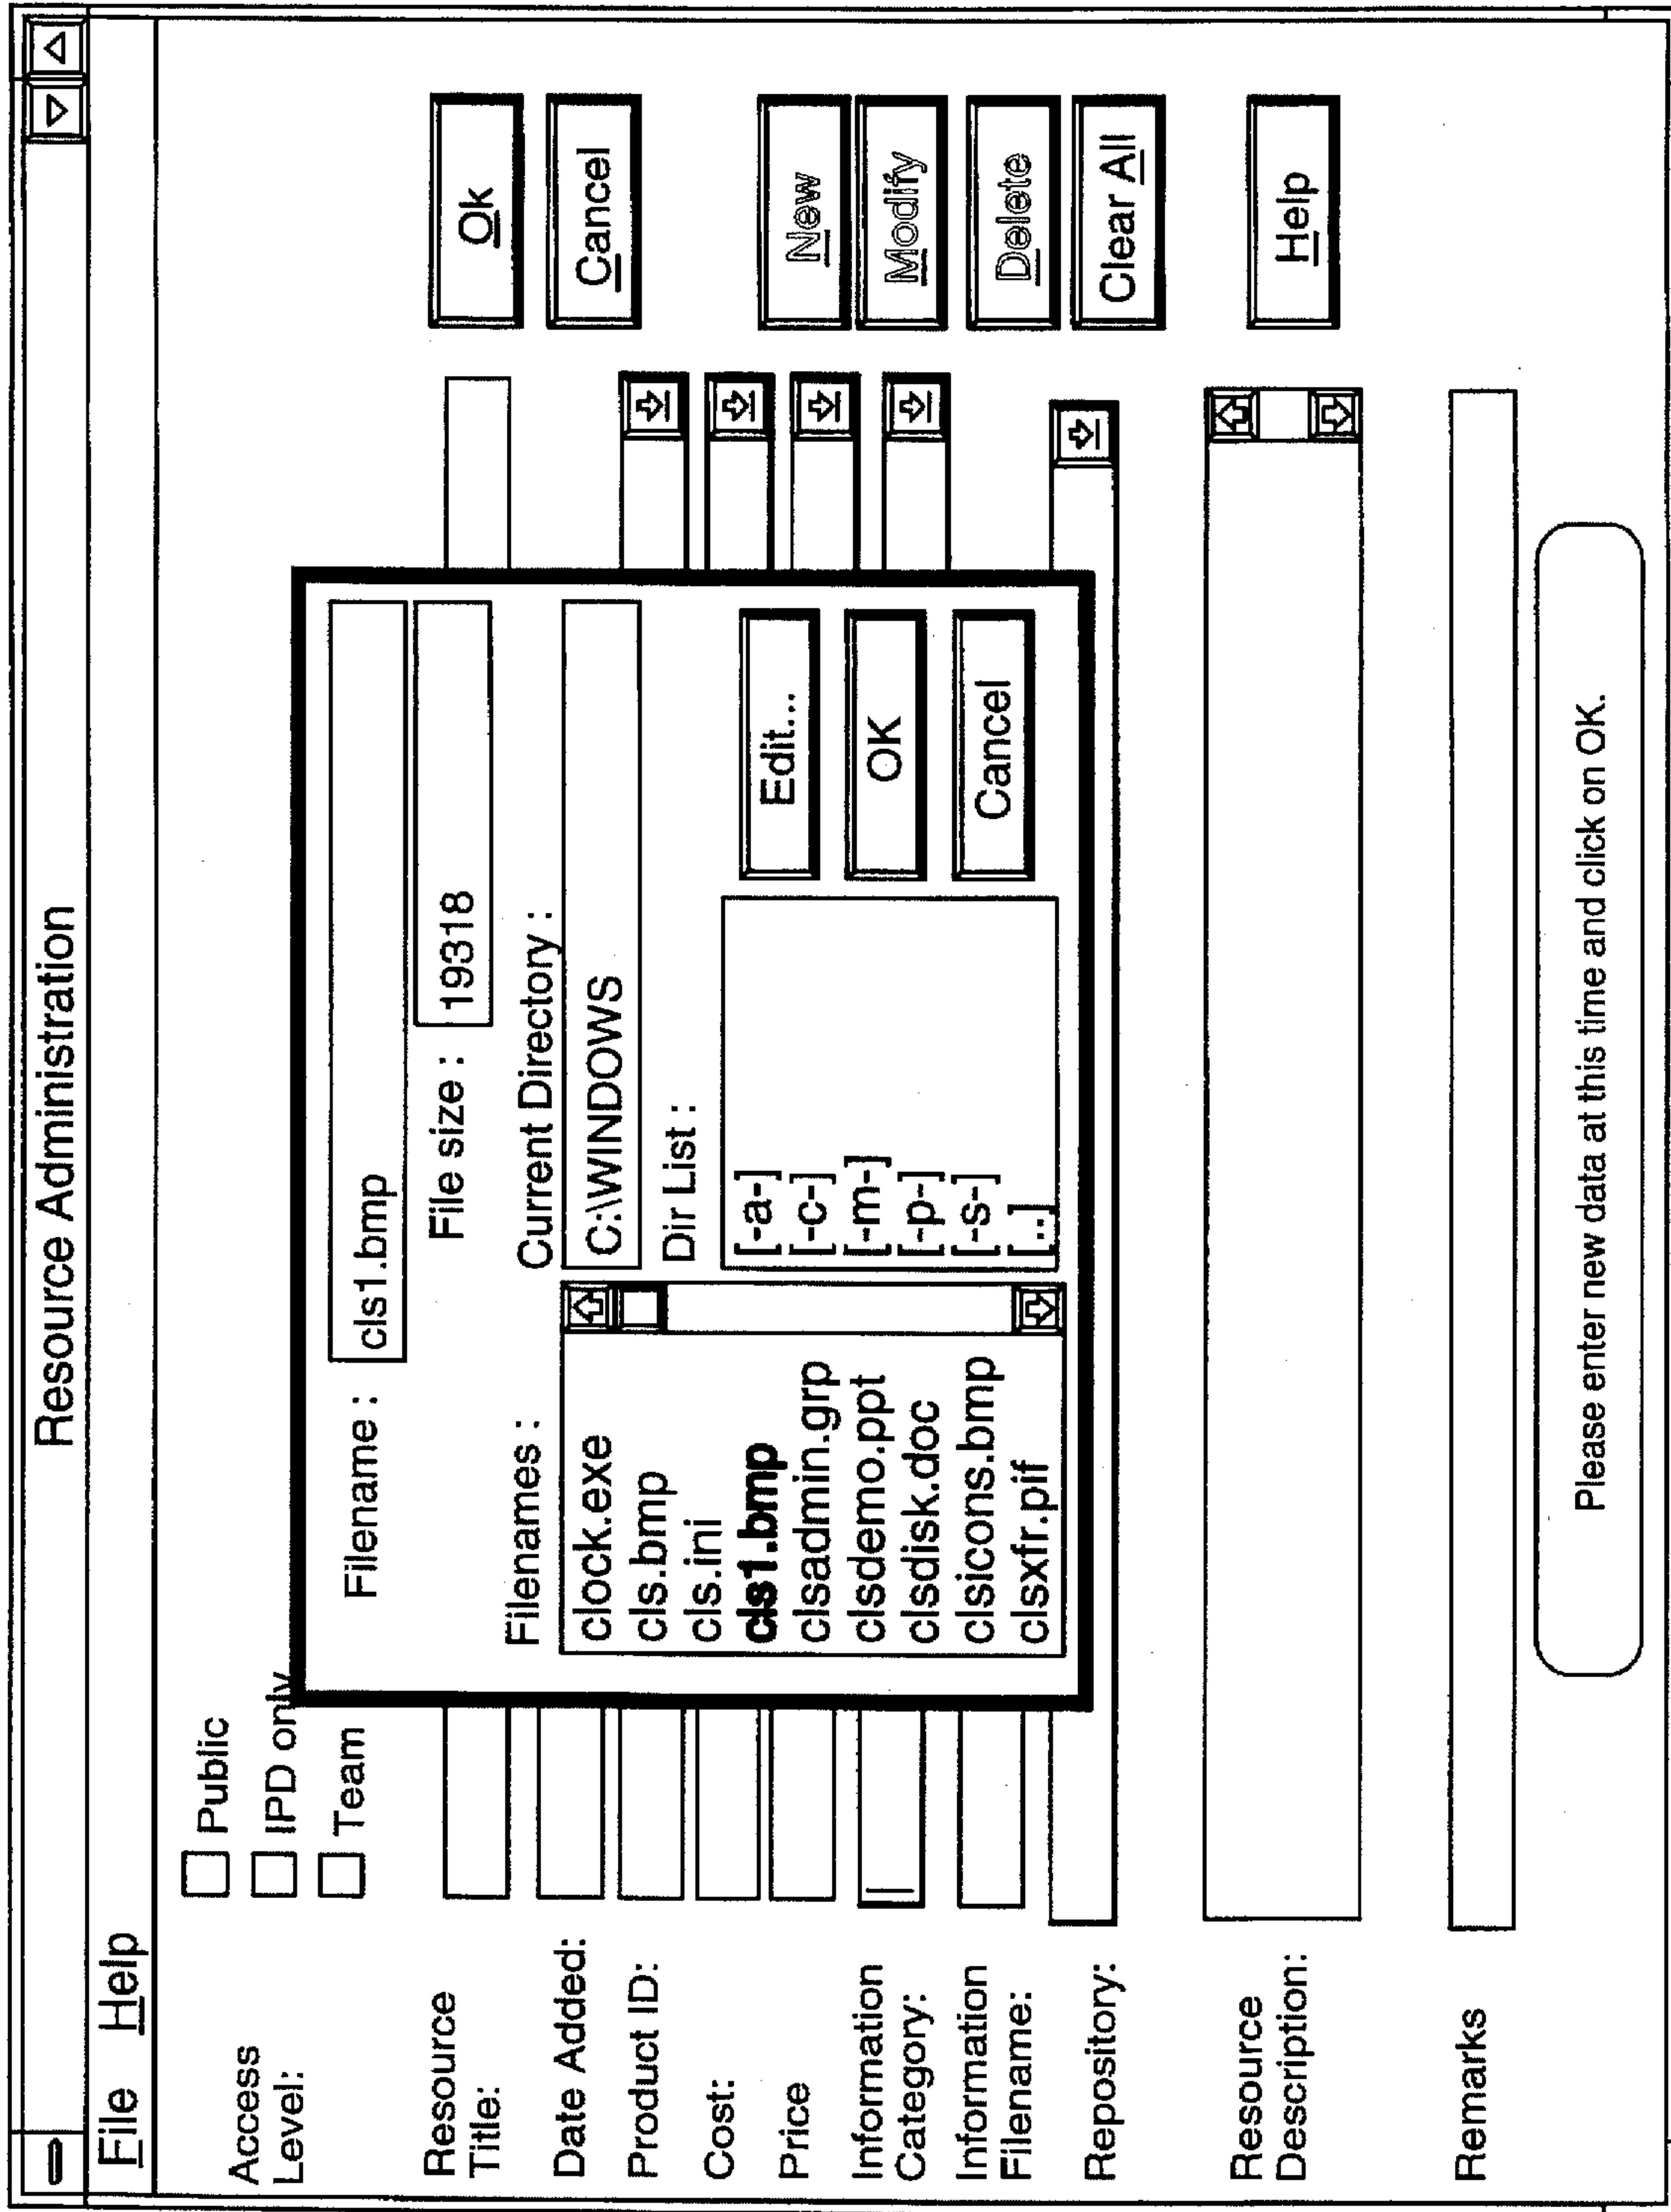 Resource Administration
File Help
Access
Level:
Public
IPD only
Team
Resource
Title:
Date Added:
Product ID:
Cost:
Price
Information
Category:
Information
Filename:
Repository:
Resource
Description:
Remarks
Filename : cls1.bmp
File size : 19318
Filenames :
clock.exe
cls.bmp
cls.ini
cls1.bmp
clsadmin.grp
clsdemo.ppt
clsdisk.doc
clsicons.bmp
clsxfr.pif
Current Directory :
C:\WINDOWS
Dir List :
[-a-]
[-c-]
[-m-]
[-p-]
[-s-]
[..]
Edit...
OK
Cancel
Ok
Cancel
New
Modify
Delete
Clear All
Help
Please enter new data at this time and click on OK.